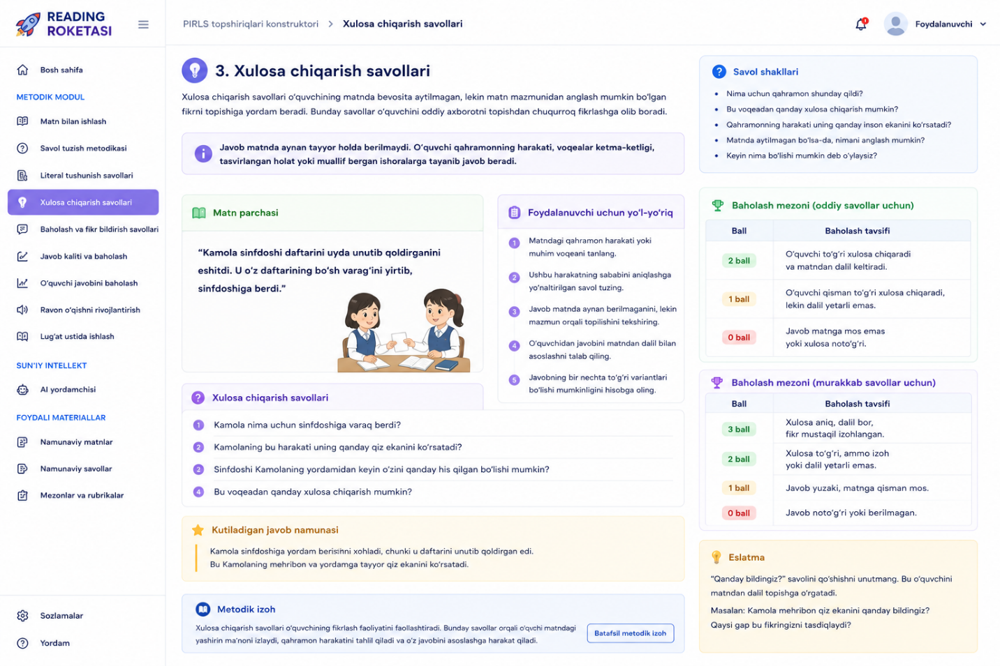 READING
ROKETASI
PIRLS topshiriqlari konstruktori > Xulosa chiqarish savollari
Foydalanuvchi
Bosh sahifa
METODIK MODUL
Matn bilan ishlash
Savol tuzish metodikasi
Literal tushunish savollari
Xulosa chiqarish savollari
Baholash va fikr bildirish savollari
Javob kaliti va baholash
O‘quvchi javobini baholash
Ravon o‘qishni rivojlantirish
Lug‘at ustida ishlash
SUN’IY INTELLEKT
AI yordamchisi
FOYDALI MATERIALLAR
Namunaviy matnlar
Namunaviy savollar
Mezonlar va rubrikalar
Sozlamalar
Yordam
3. Xulosa chiqarish savollari
Xulosa chiqarish savollari o‘quvchining matnda bevosita aytilmagan, lekin matn mazmunidan anglash mumkin bo‘lgan
fikrni topishiga yordam beradi. Bunday savollar o‘quvchini oddiy axborotni topishdan chuqurroq fikrlashga olib boradi.
Javob matnda aynan tayyor holda berilmaydi. O‘quvchi qahramonning harakati, voqealar ketma-ketligi,
tasvirlangan holat yoki muallif bergan ishoralarga tayanib javob beradi.
Matn parchasi
“Kamola sinfdoshi daftarini uyda unutib qoldirganini
eshitdi. U o‘z daftarining bo‘sh varag‘ini yirtib,
sinfdoshiga berdi.”
Foydalanuvchi uchun yo‘l-yo‘riq
1 Matndagi qahramon harakati yoki
muhim voqeani tanlang.
2 Ushbu harakatning sababini aniqlashga
yo‘naltirilgan savol tuzing.
3 Javob matnda aynan berilmaganini, lekin
mazmun orqali topilishini tekshiring.
4 O‘quvchidan javobini matndan dalil bilan
asoslashni talab qiling.
5 Javobning bir nechta to‘g‘ri variantlari
bo‘lishi mumkinligini hisobga oling.
Xulosa chiqarish savollari
1 Kamola nima uchun sinfdoshiga varaq berdi?
2 Kamolaning bu harakati uning qanday qiz ekanini ko‘rsatadi?
2 Sinfdoshi Kamolaning yordamidan keyin o‘zini qanday his qilgan bo‘lishi mumkin?
4 Bu voqeadan qanday xulosa chiqarish mumkin?
Kutiladigan javob namunasi
Kamola sinfdoshiga yordam berishni xohladi, chunki u daftarini unutib qoldirgan edi.
Bu Kamolaning mehribon va yordamga tayyor qiz ekanini ko‘rsatadi.
Metodik izoh
Xulosa chiqarish savollari o‘quvchining fikrlash faoliyatini faollashtiradi. Bunday savollar orqali o‘quvchi matndagi
yashirin ma’noni izlaydi, qahramon harakatini tahlil qiladi va o‘z javobini asoslashga harakat qiladi.
Batafsil metodik izoh
Savol shakllari
• Nima uchun qahramon shunday qildi?
• Bu voqeadan qanday xulosa chiqarish mumkin?
• Qahramonning harakati uning qanday inson ekanini ko‘rsatadi?
• Matnda aytilmagan bo‘lsa-da, nimani anglash mumkin?
• Keyin nima bo‘lishi mumkin deb o‘ylaysiz?
Baholash mezoni (oddiy savollar uchun)
Ball Baholash tavsifi
2 ball O‘quvchi to‘g‘ri xulosa chiqaradi
va matndan dalil keltiradi.
1 ball O‘quvchi qisman to‘g‘ri xulosa chiqaradi,
lekin dalil yetarli emas.
0 ball Javob matnga mos emas
yoki xulosa noto‘g‘ri.
Baholash mezoni (murakkab savollar uchun)
Ball Baholash tavsifi
3 ball Xulosa aniq, dalil bor,
fikr mustaqil izohlangan.
2 ball Xulosa to‘g‘ri, ammo izoh
yoki dalil yetarli emas.
1 ball Javob yuzaki, matnga qisman mos.
0 ball Javob noto‘g‘ri yoki berilmagan.
Eslatma
“Qanday bildingiz?” savolini qo‘shishni unutmang. Bu o‘quvchini
matndan dalil topishga o‘rgatadi.
Masalan: Kamola mehribon qiz ekanini qanday bildingiz?
Qaysi gap bu fikringizni tasdiqlaydi?